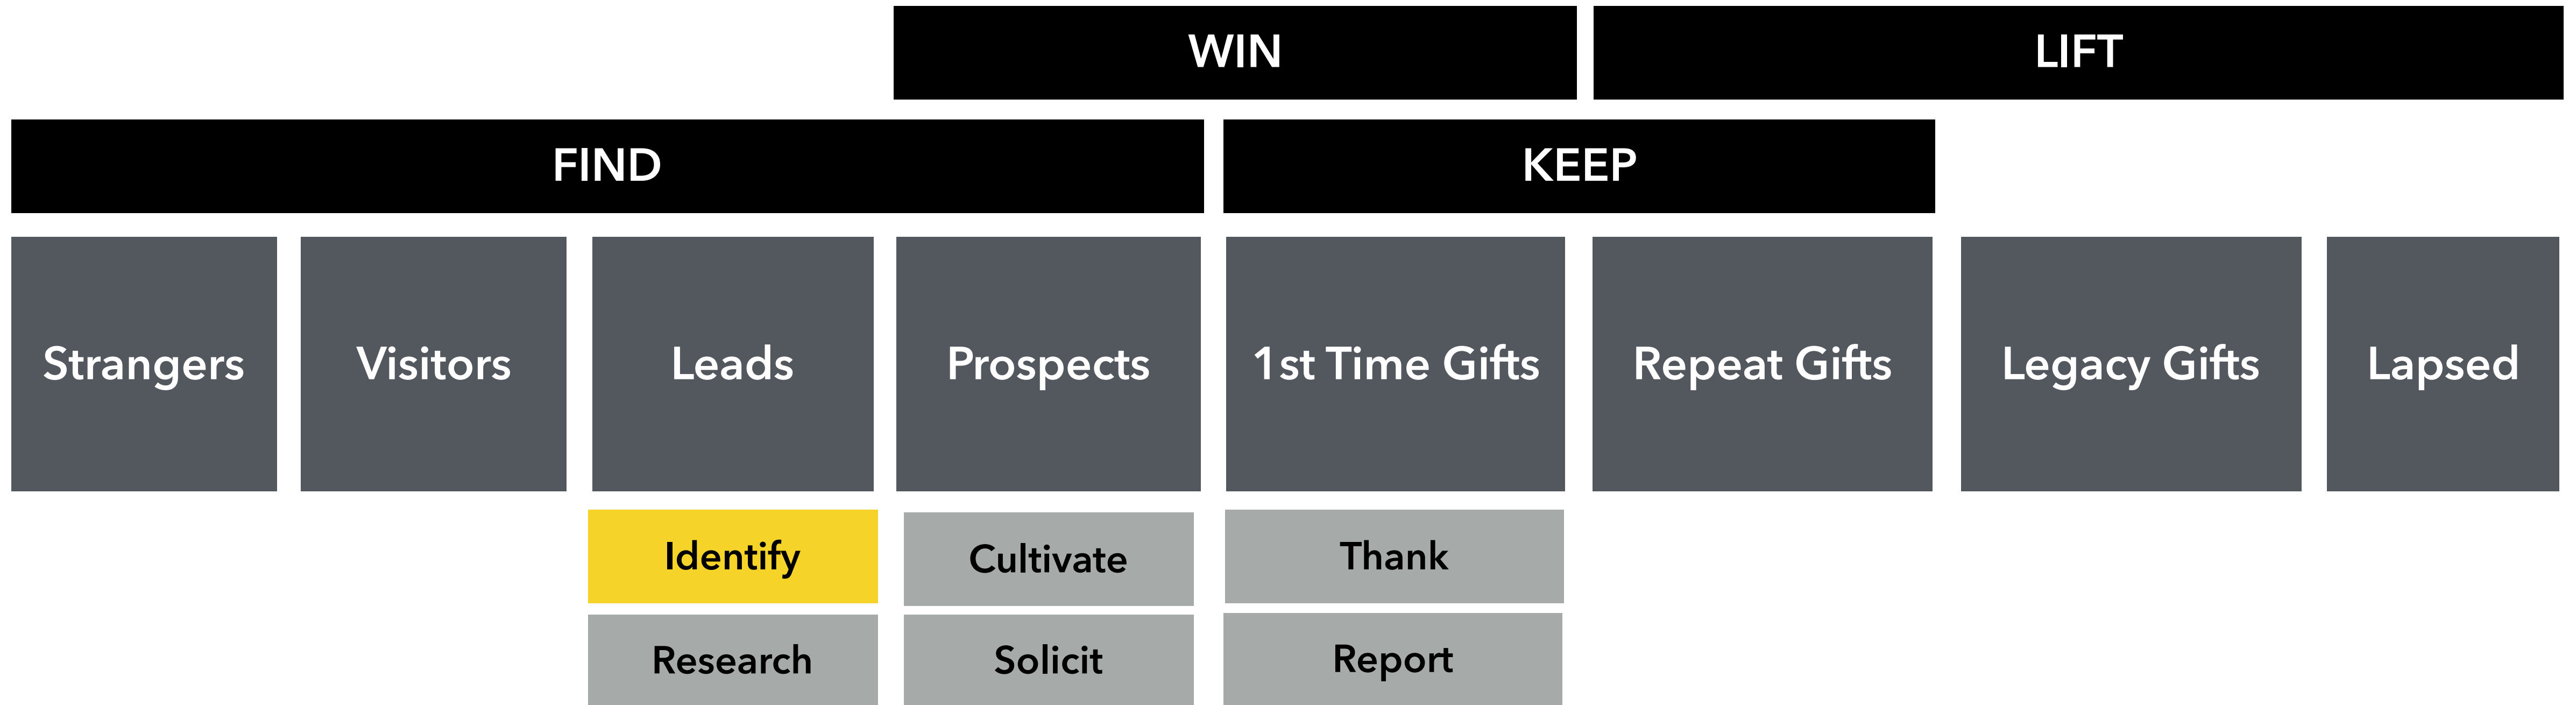 WIN
LIFT
FIND
KEEP
Strangers
Visitors
Leads
Prospects
1st Time Gifts
Repeat Gifts
Legacy Gifts
Lapsed
Identify
Cultivate
Thank
Research
Solicit
Report